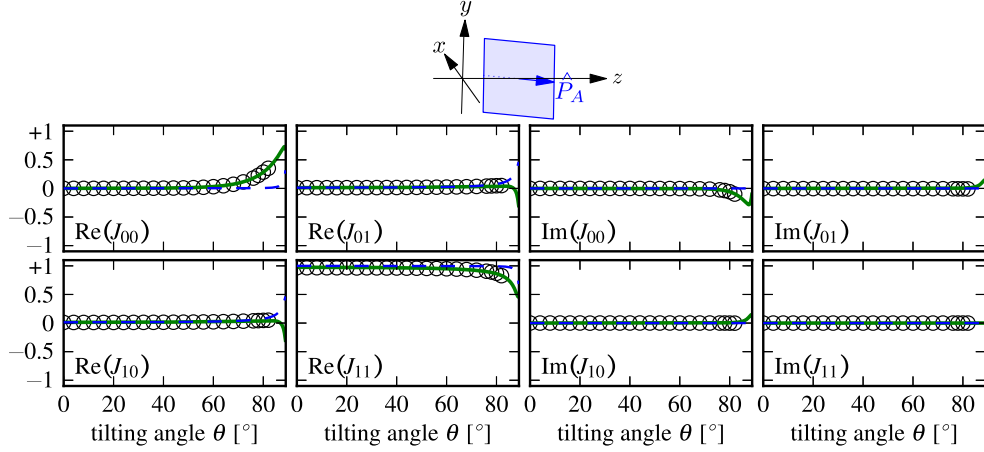 y
x
z
P̂_A
+1
0.5
0
−0.5
−1
Re(J₀₀)
Re(J₀₁)
Im(J₀₀)
Im(J₀₁)
+1
0.5
0
−0.5
−1
Re(J₁₀)
Re(J₁₁)
Im(J₁₀)
Im(J₁₁)
0 20 40 60 80 0 20 40 60 80 0 20 40 60 80 0 20 40 60 80
tilting angle θ [°] tilting angle θ [°] tilting angle θ [°] tilting angle θ [°]